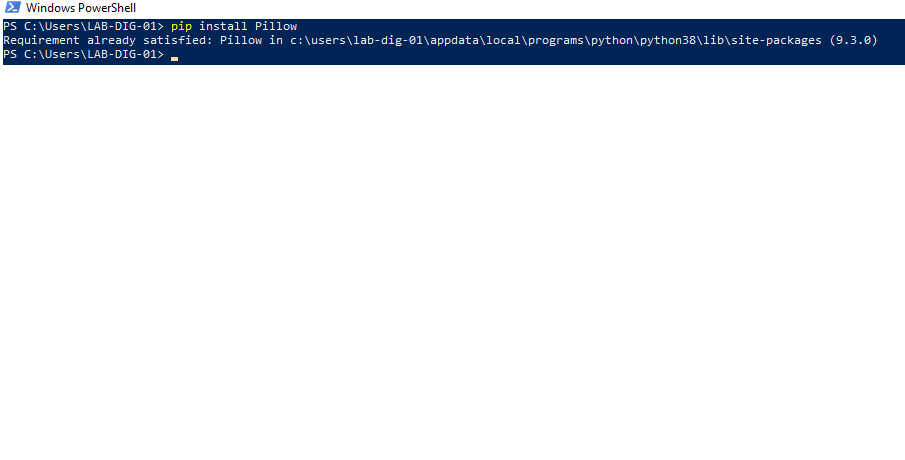 Windows PowerShell
PS C:\Users\LAB-DIG-01> pip install Pillow
Requirement already satisfied: Pillow in c:\users\lab-dig-01\appdata\local\programs\python\python38\lib\site-packages (9.3.0)
PS C:\Users\LAB-DIG-01>